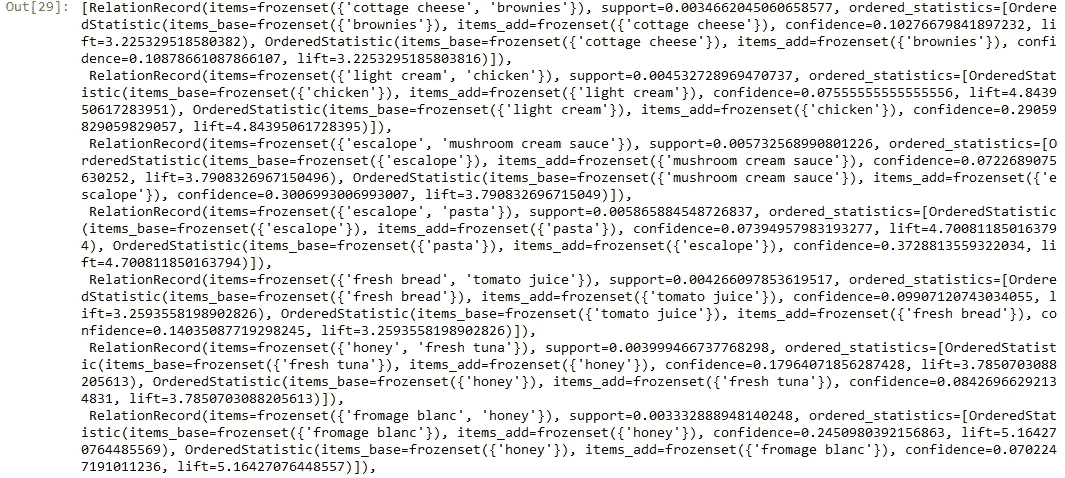 Out[29]: [RelationRecord(items=frozenset({'cottage cheese', 'brownies'}), support=0.0034662045060658577, ordered_statistics=[Ordere
dStatistic(items_base=frozenset({'brownies'}), items_add=frozenset({'cottage cheese'}), confidence=0.10276679841897232, li
ft=3.225329518580382), OrderedStatistic(items_base=frozenset({'cottage cheese'}), items_add=frozenset({'brownies'}), confi
dence=0.10878661087866107, lift=3.2253295185803816)]),
RelationRecord(items=frozenset({'light cream', 'chicken'}), support=0.004532728969470737, ordered_statistics=[OrderedStat
istic(items_base=frozenset({'chicken'}), items_add=frozenset({'light cream'}), confidence=0.07555555555555556, lift=4.8439
50617283951), OrderedStatistic(items_base=frozenset({'light cream'}), items_add=frozenset({'chicken'}), confidence=0.29059
829059829057, lift=4.84395061728395)]),
RelationRecord(items=frozenset({'escalope', 'mushroom cream sauce'}), support=0.005732568990801226, ordered_statistics=[O
rderedStatistic(items_base=frozenset({'escalope'}), items_add=frozenset({'mushroom cream sauce'}), confidence=0.0722689075
630252, lift=3.7908326967150496), OrderedStatistic(items_base=frozenset({'mushroom cream sauce'}), items_add=frozenset({'e
scalope'}), confidence=0.3006993006993007, lift=3.790832696715049)]),
RelationRecord(items=frozenset({'escalope', 'pasta'}), support=0.005865884548726837, ordered_statistics=[OrderedStatistic
(items_base=frozenset({'escalope'}), items_add=frozenset({'pasta'}), confidence=0.07394957983193277, lift=4.70081185016379
4), OrderedStatistic(items_base=frozenset({'pasta'}), items_add=frozenset({'escalope'}), confidence=0.3728813559322034, li
ft=4.700811850163794)]),
RelationRecord(items=frozenset({'fresh bread', 'tomato juice'}), support=0.004266097853619517, ordered_statistics=[Ordere
dStatistic(items_base=frozenset({'fresh bread'}), items_add=frozenset({'tomato juice'}), confidence=0.09907120743034055, l
ift=3.2593558198902826), OrderedStatistic(items_base=frozenset({'tomato juice'}), items_add=frozenset({'fresh bread'}), co
nfidence=0.14035087719298245, lift=3.2593558198902826)]),
RelationRecord(items=frozenset({'honey', 'fresh tuna'}), support=0.003999466737768298, ordered_statistics=[OrderedStatist
ic(items_base=frozenset({'fresh tuna'}), items_add=frozenset({'honey'}), confidence=0.17964071856287428, lift=3.7850703088
205613), OrderedStatistic(items_base=frozenset({'honey'}), items_add=frozenset({'fresh tuna'}), confidence=0.0842696629213
4831, lift=3.7850703088205613)]),
RelationRecord(items=frozenset({'fromage blanc', 'honey'}), support=0.003332888948140248, ordered_statistics=[OrderedStat
istic(items_base=frozenset({'fromage blanc'}), items_add=frozenset({'honey'}), confidence=0.2450980392156863, lift=5.16427
0764485569), OrderedStatistic(items_base=frozenset({'honey'}), items_add=frozenset({'fromage blanc'}), confidence=0.070224
7191011236, lift=5.16427076448557)]),